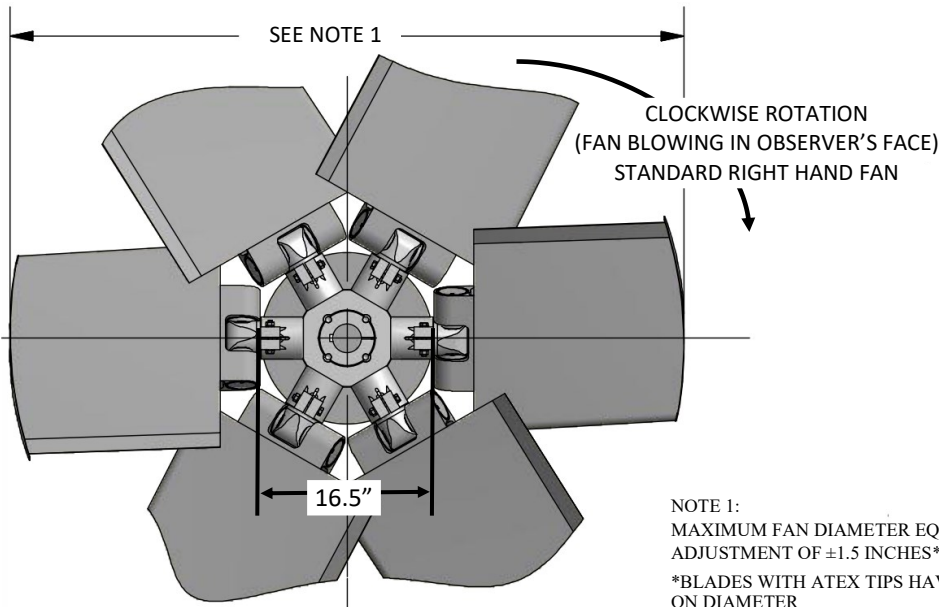 SEE NOTE 1
CLOCKWISE ROTATION
(FAN BLOWING IN OBSERVER’S FACE)
STANDARD RIGHT HAND FAN
16.5”
NOTE 1:
MAXIMUM FAN DIAMETER
ADJUSTMENT OF ±1.5 INCHES*
*BLADES WITH ATEX TIPS
ON DIAMETER